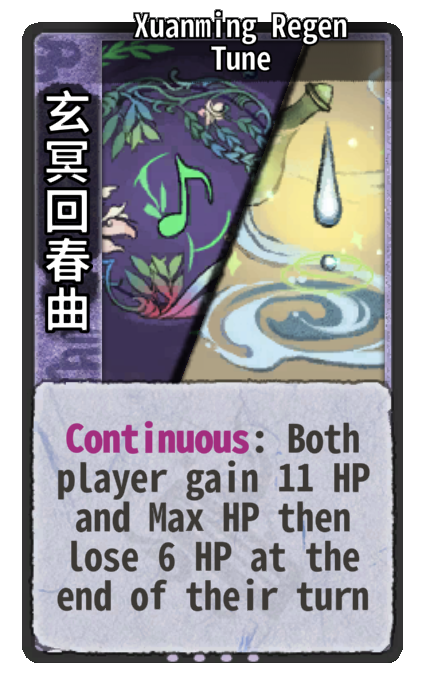 Xuanming Regen
Tune
玄冥回春曲
Continuous: Both
player gain 11 HP
and Max HP then
lose 6 HP at the
end of their turn